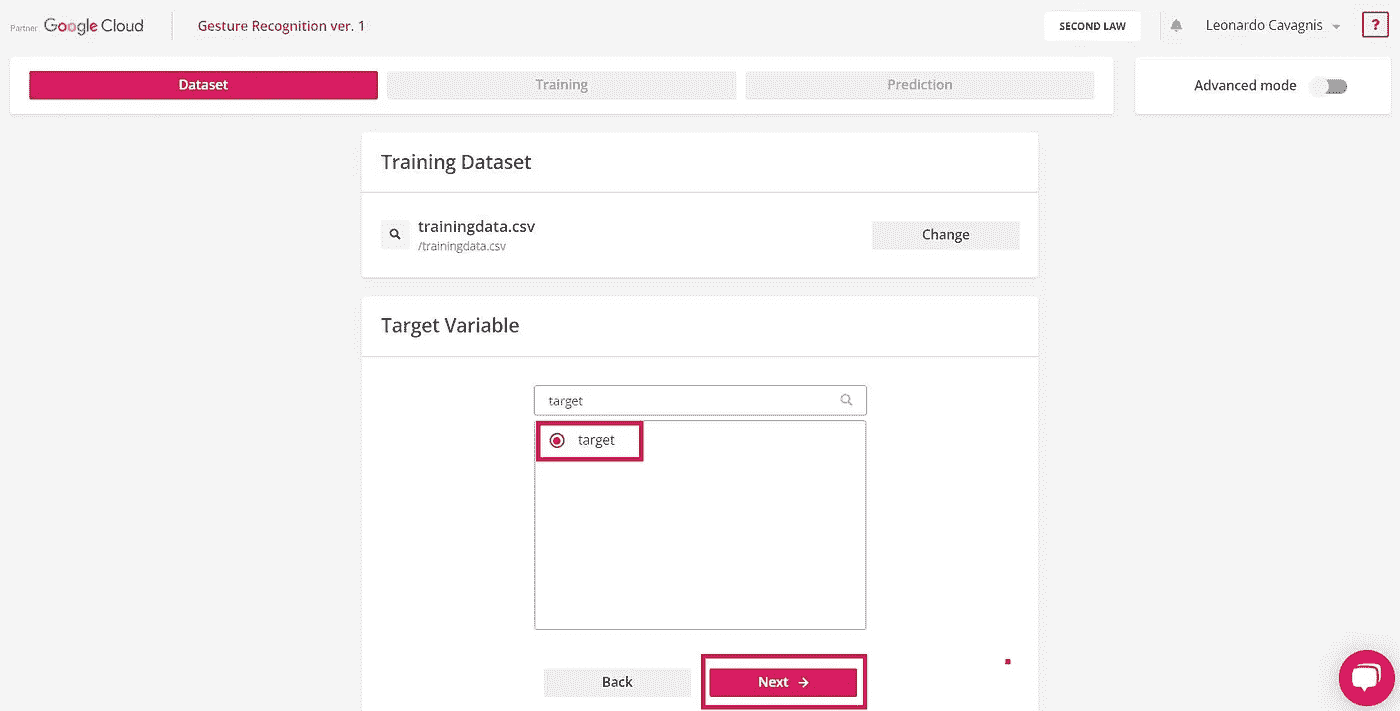 Partner Google Cloud Gesture Recognition ver. 1 SECOND LAW Leonardo Cavagnis ?
Dataset Training Prediction Advanced mode
Training Dataset
trainingdata.csv
/trainingdata.csv
Change
Target Variable
target
target
Back Next →